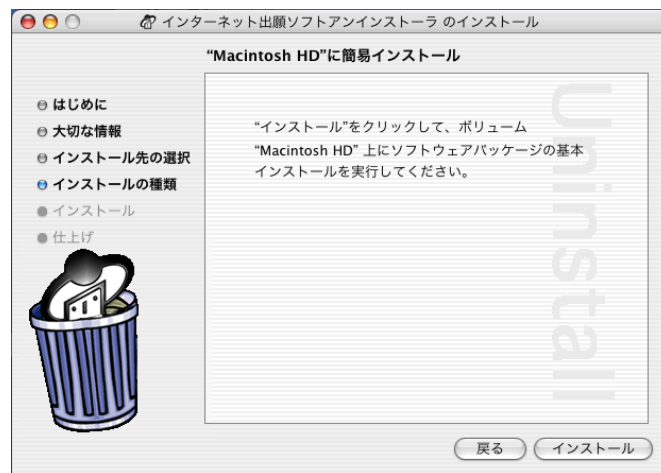 インターネット出願ソフトアンインストーラ のインストール
“Macintosh HD”に簡易インストール
はじめに
大切な情報
インストール先の選択
インストールの種類
インストール
仕上げ
“インストール”をクリックして、ボリューム
“Macintosh HD” 上にソフトウェアパッケージの基本
インストールを実行してください。
Uninstall
戻る
インストール